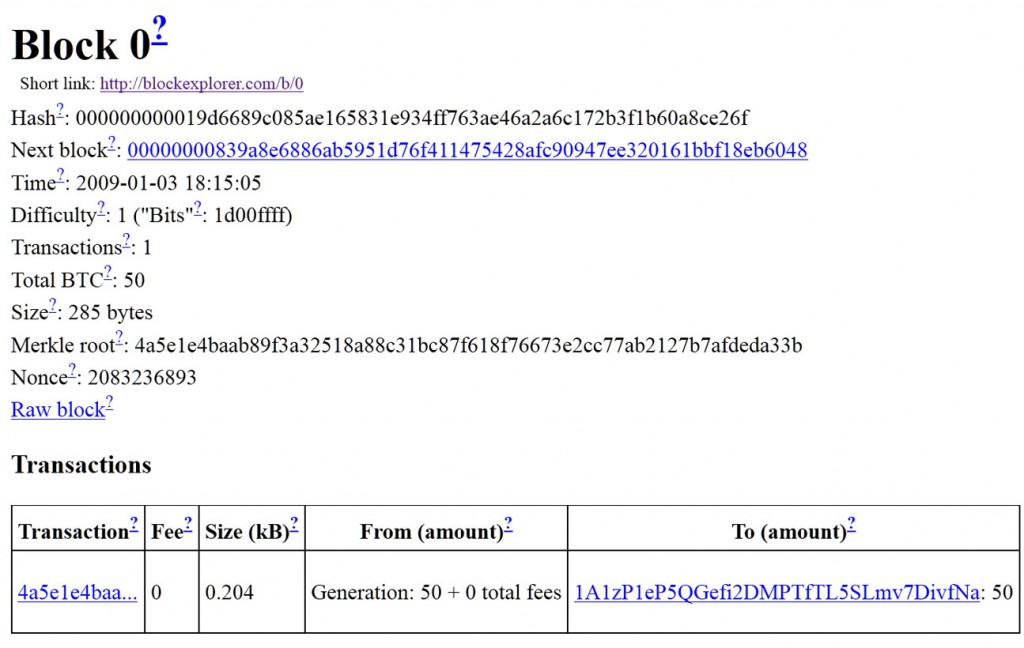 Block 0?
Short link: http://blockexplorer.com/b/0
Hash?: 000000000019d6689c085ae165831e934ff763ae46a2a6c172b3f1b60a8ce26f
Next block?: 00000000839a8e6886ab5951d76f411475428afc90947ee320161bbf18eb6048
Time?: 2009-01-03 18:15:05
Difficulty?: 1 ("Bits"?: 1d00ffff)
Transactions?: 1
Total BTC?: 50
Size?: 285 bytes
Merkle root?: 4a5e1e4baab89f3a32518a88c31bc87f618f76673e2cc77ab2127b7afdeda33b
Nonce?: 2083236893
Raw block?
Transactions
Transaction? Fee? Size (kB)? From (amount)? To (amount)?
4a5e1e4baa... 0 0.204 Generation: 50 + 0 total fees 1A1zP1eP5QGefi2DMPTfTL5SLmv7DivfNa: 50